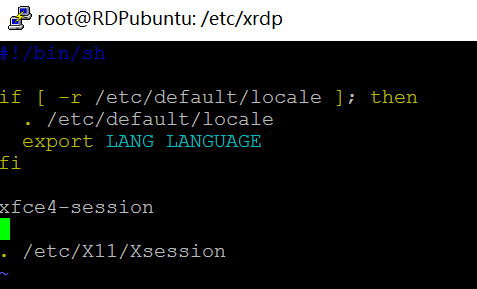 root@RDPubuntu: /etc/xrdp
#!/bin/sh
if [ -r /etc/default/locale ]; then
  . /etc/default/locale
  export LANG LANGUAGE
fi
xfce4-session
. /etc/X11/Xsession
~